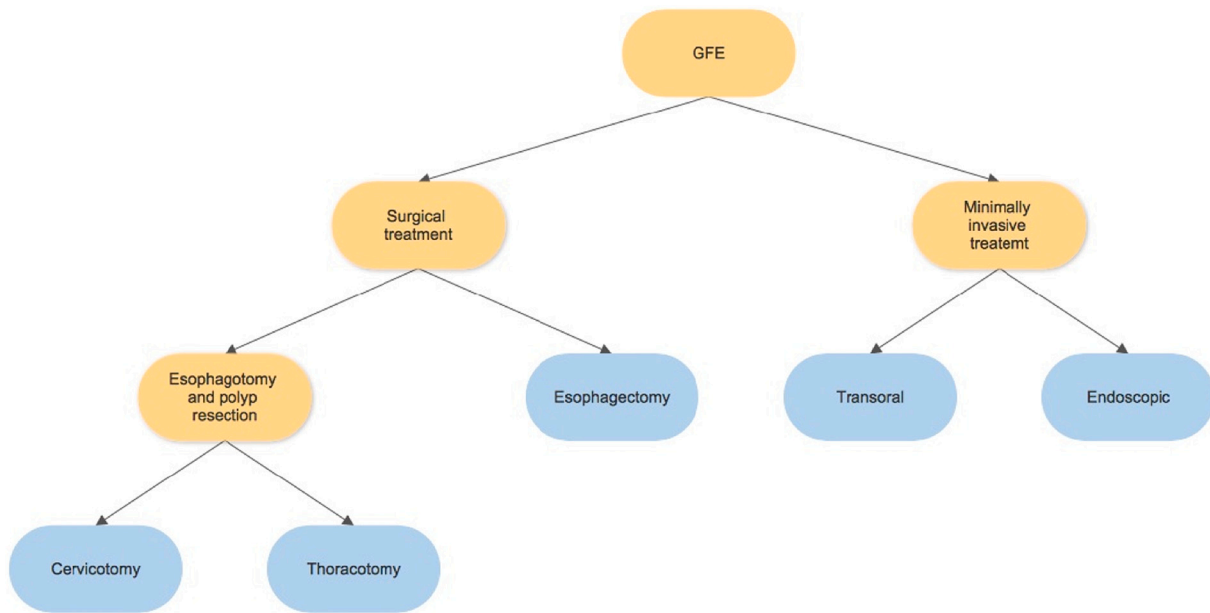 GFE
Surgical
treatment
Minimally
invasive
treatemt
Esophagotomy
and polyp
resection
Esophagectomy
Transoral
Endoscopic
Cervicotomy
Thoracotomy